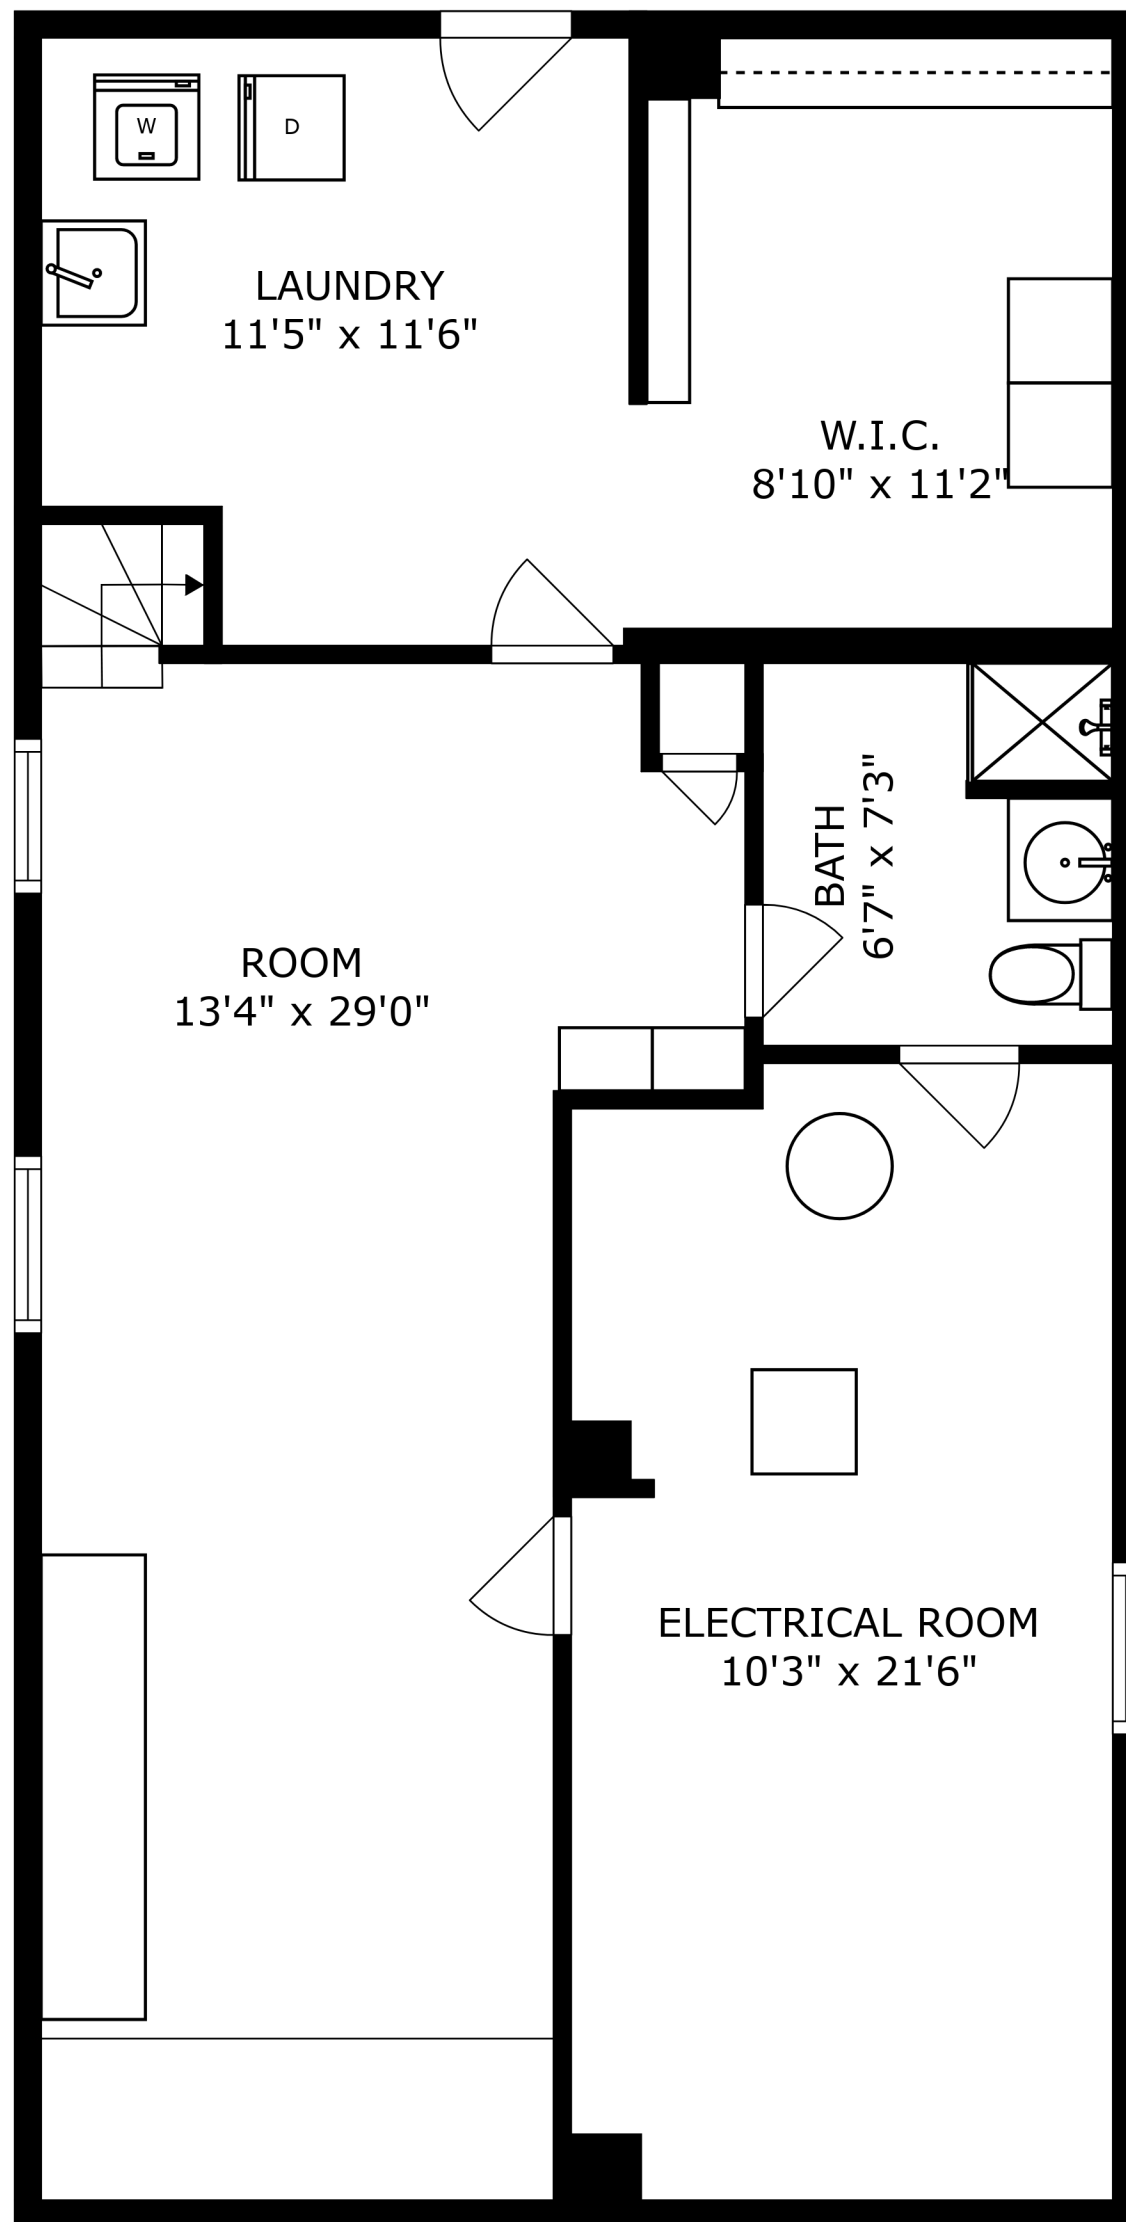 W
D
LAUNDRY
11'5" x 11'6"
W.I.C.
8'10" x 11'2"
BATH
6'7" x 7'3"
ROOM
13'4" x 29'0"
ELECTRICAL ROOM
10'3" x 21'6"